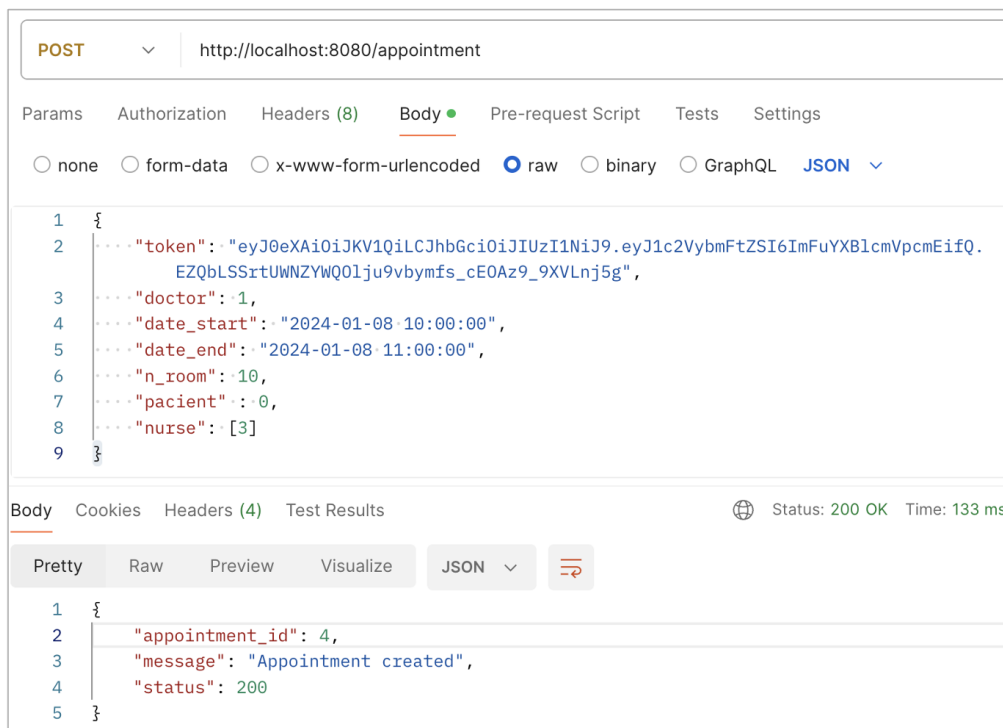 POST http://localhost:8080/appointment
Params Authorization Headers (8) Body Pre-request Script Tests Settings
none form-data x-www-form-urlencoded raw binary GraphQL JSON
1 {
2 "token": "eyJ0eXAiOiJKV1QiLCJhbGciOiJIUzI1NiJ9.eyJ1c2VybmFtZSI6ImFuYXBlcmVpcmEifQ.
EZQbLSSrtUWNZYWQOlju9vbymfs_cEOAz9_9XVLnj5g",
3 "doctor": 1,
4 "date_start": "2024-01-08 10:00:00",
5 "date_end": "2024-01-08 11:00:00",
6 "n_room": 10,
7 "pacient" : 0,
8 "nurse": [3]
9 }
Body Cookies Headers (4) Test Results Status: 200 OK Time: 133 ms
Pretty Raw Preview Visualize JSON
1 {
2 "appointment_id": 4,
3 "message": "Appointment created",
4 "status": 200
5 }